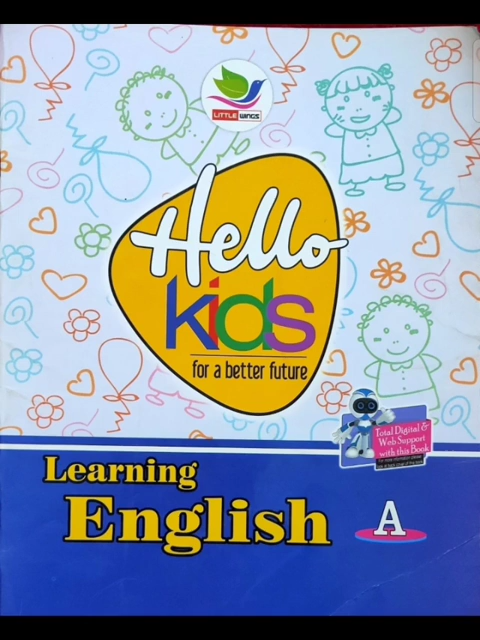 LITTLE WINGS
Hello
kids
for a better future
Total Digital &
Web Support
with this Book
Learning
English
A